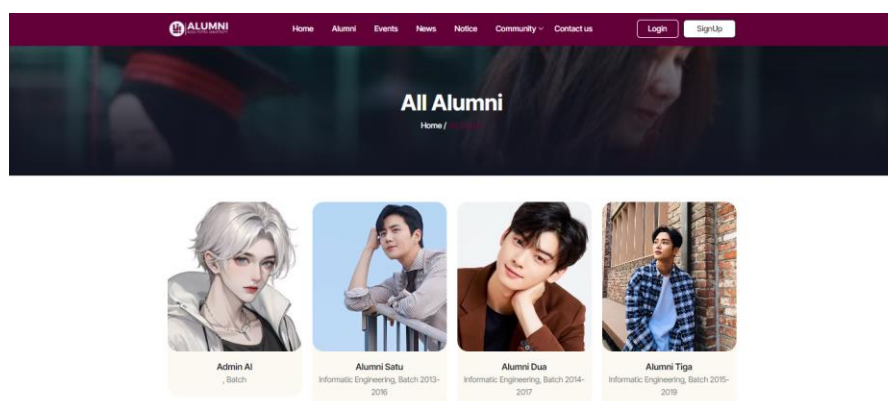 ALUMNI
Home Alumni Events News Notice Community Contact us Login SignUp
All Alumni
Home /
Admin Al
, Batch
Alumni Satu
Informatic Engineering, Batch 2013-
2016
Alumni Dua
Informatic Engineering, Batch 2014-
2017
Alumni Tiga
Informatic Engineering, Batch 2015-
2019